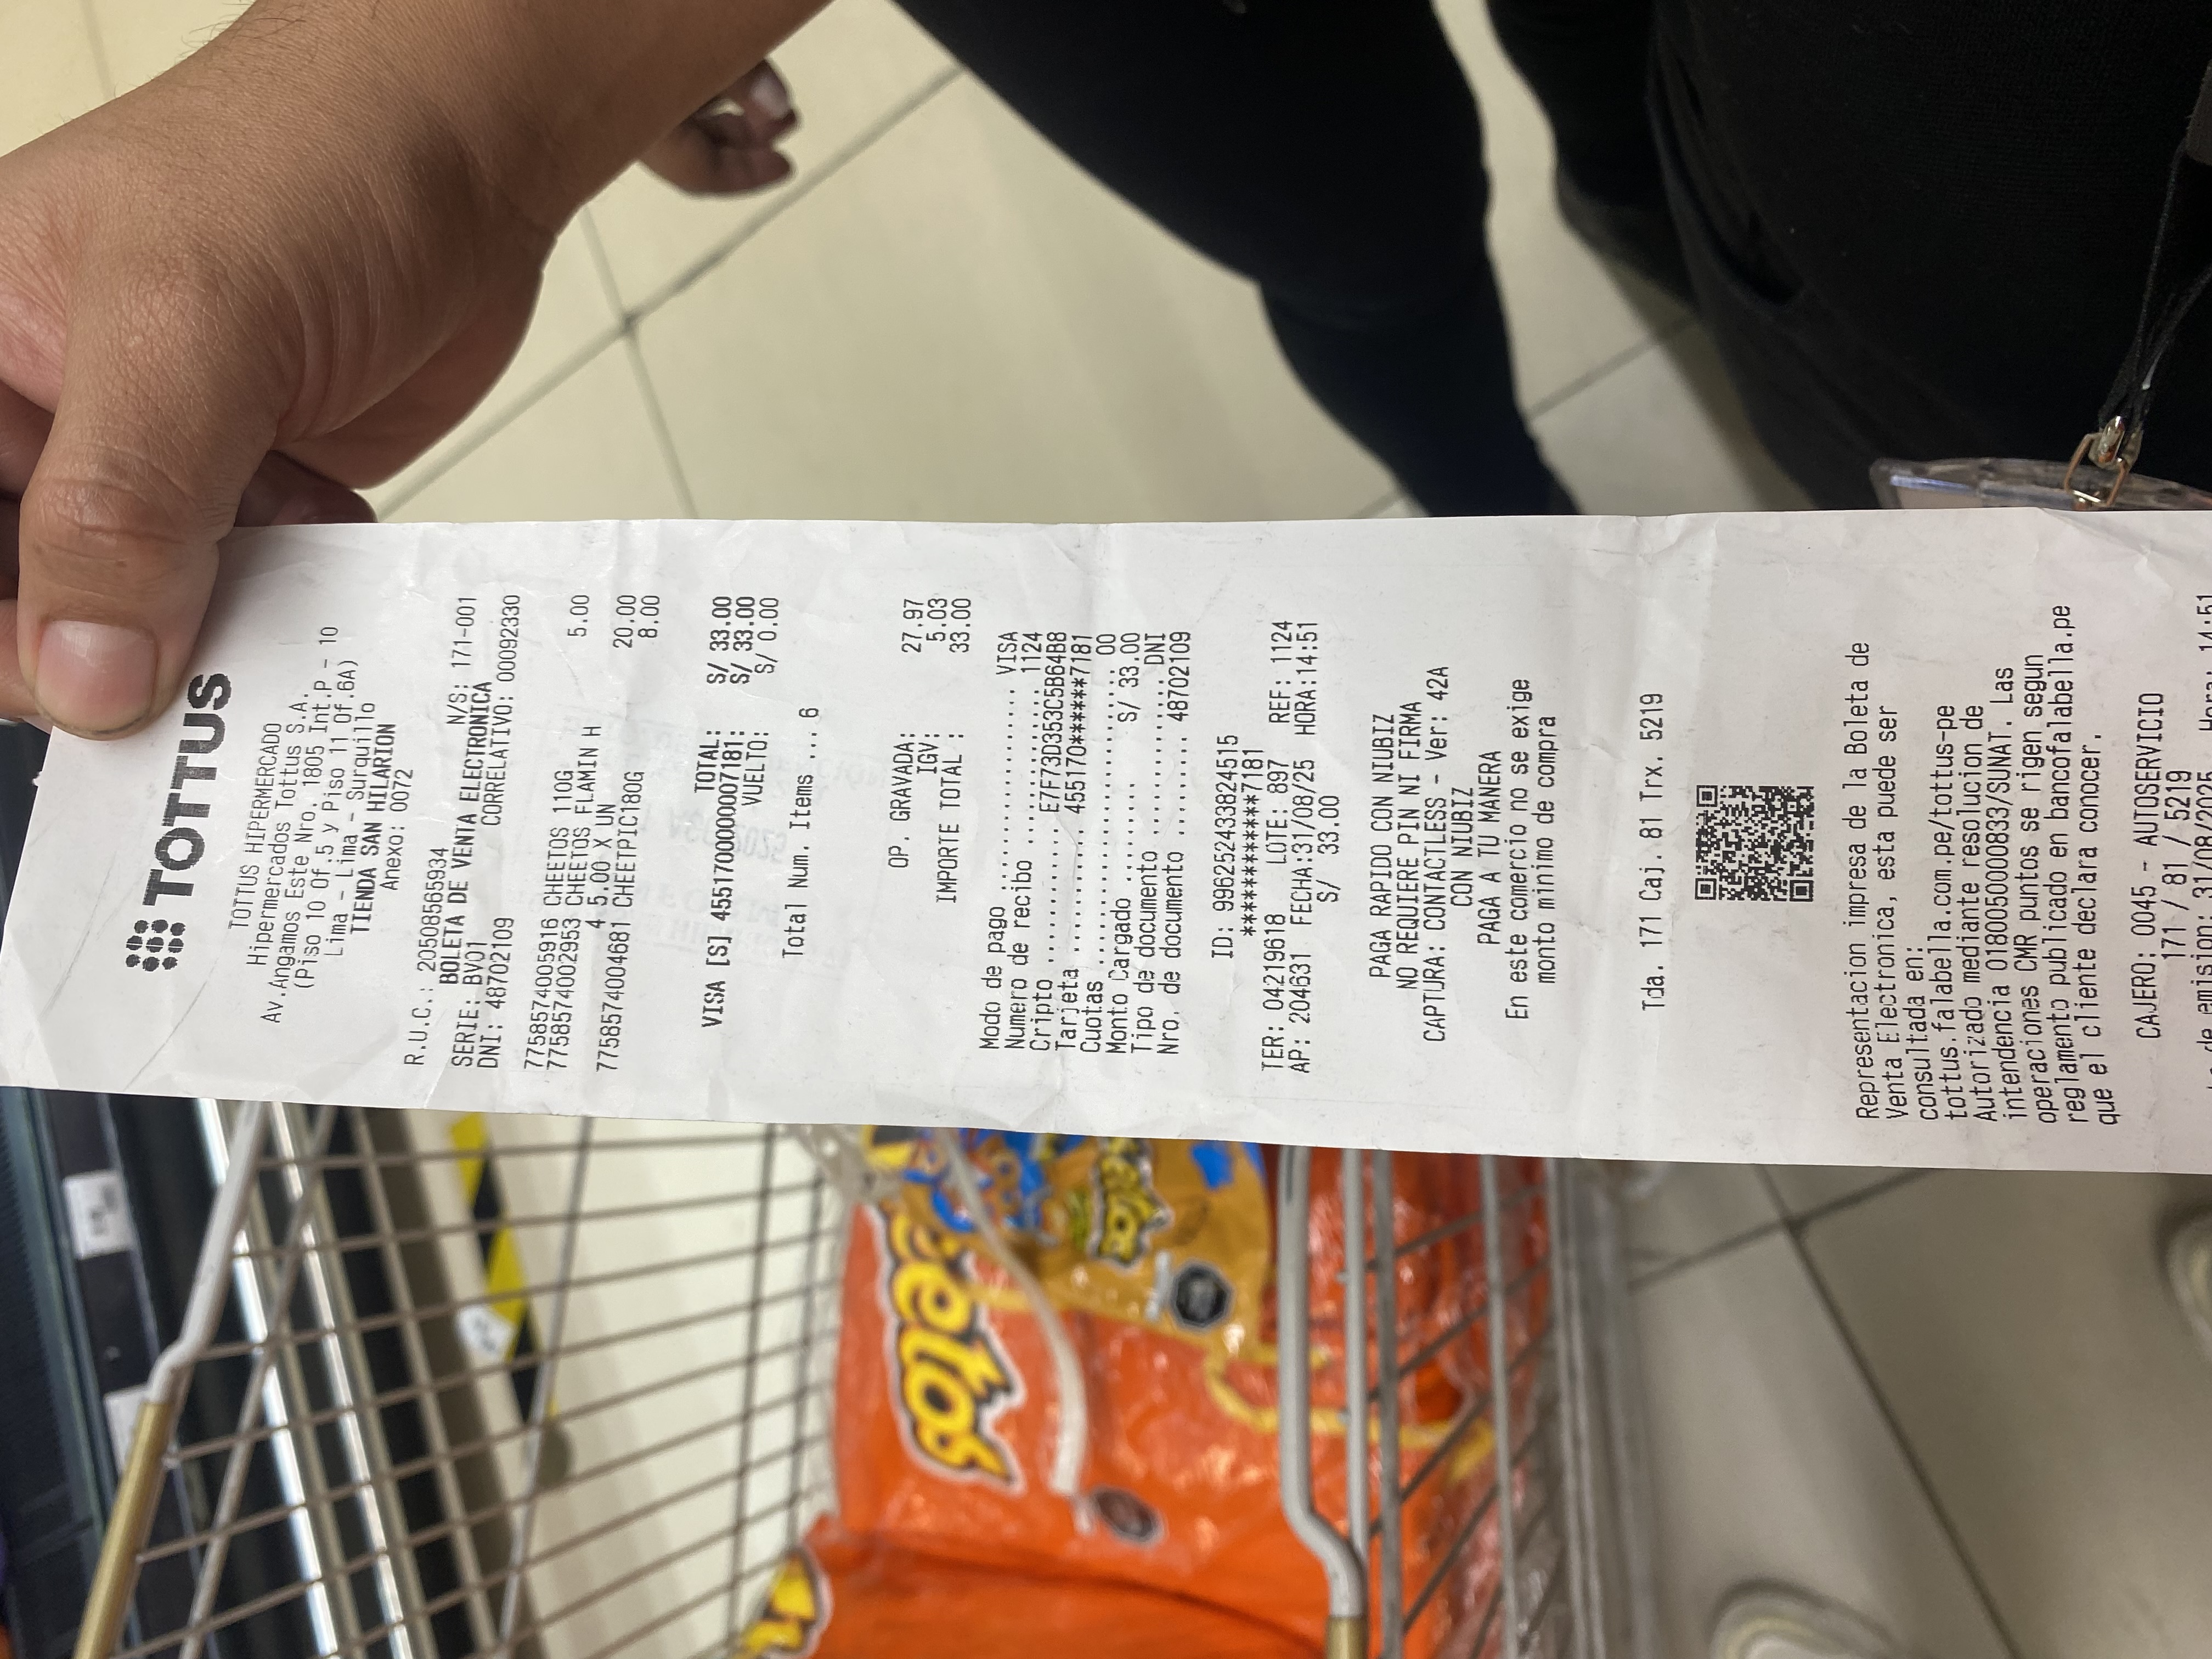 TOTTUS
TOTTUS HIPERMERCADO
Hipermercados Tottus S.A.
Av.Angamos Este Nro. 1805 Int.P - 10
(Piso 10 Of.5 y Piso 11 Of.6A)
Lima - Lima - Surquillo
TIENDA SAN HILARION
Anexo: 0072
R.U.C.: 20508565934 N/S: 171-001
BOLETA DE VENTA ELECTRONICA
SERIE: BV01 CORRELATIVO: 00092330
DNI: 48702109
7758574005916 CHEETOS 110G 5.00
7758574002953 CHEETOS FLAMIN H
4 5.00 X UN 20.00
7758574004681 CHEETPIC180G 8.00
TOTAL: S/ 33.00
VISA [S] 4551700000007181: S/ 33.00
VUELTO: S/ 0.00
Total Num. Items ... 6
OP. GRAVADA: 27.97
IGV: 5.03
IMPORTE TOTAL : 33.00
Modo de pago .................. VISA
Numero de recibo .............. 1124
Cripto ............ E7F73D353C5B64B8
Tarjeta ........... 455170******7181
Cuotas .......................... 00
Monto Cargado ......... S/ 33.00
Tipo de documento .............. DNI
Nro. de documento ......... 48702109
ID: 996252433824515
************7181
TER: 04219618 LOTE: 897 REF: 1124
AP: 204631 FECHA:31/08/25 HORA:14:51
S/ 33.00
PAGA RAPIDO CON NIUBIZ
NO REQUIERE PIN NI FIRMA
CAPTURA: CONTACTLESS - Ver: 42A
CON NIUBIZ
PAGA A TU MANERA
En este comercio no se exige
monto minimo de compra
Tda. 171 Caj. 81 Trx. 5219
Representacion impresa de la Boleta de
Venta Electronica, esta puede ser
consultada en:
tottus.falabella.com.pe/tottus-pe
Autorizado mediante resolucion de
intendencia 0180050000833/SUNAT. Las
operaciones CMR puntos se rigen segun
reglamento publicado en bancofalabella.pe
que el cliente declara conocer.
CAJERO: 0045 - AUTOSERVICIO
171 / 81 / 5219
de emision: 31/08/2025 Hora: 14:51